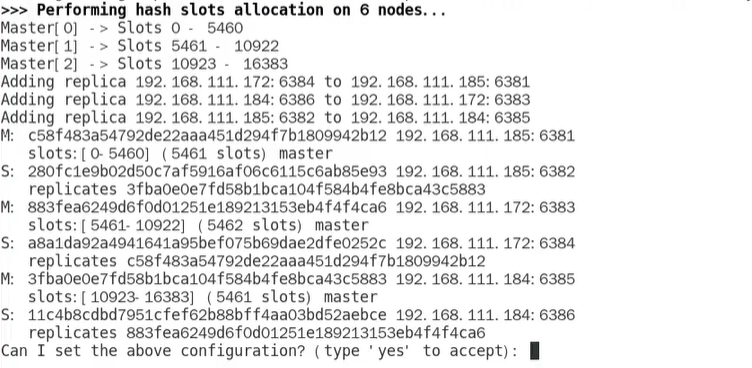 >>> Performing hash slots allocation on 6 nodes...
Master[0] -> Slots 0 - 5460
Master[1] -> Slots 5461 - 10922
Master[2] -> Slots 10923 - 16383
Adding replica 192.168.111.172:6384 to 192.168.111.185:6381
Adding replica 192.168.111.184:6386 to 192.168.111.172:6383
Adding replica 192.168.111.185:6382 to 192.168.111.184:6385
M: c58f483a54792de22aaa451d294f7b1809942b12 192.168.111.185:6381
slots:[0-5460] (5461 slots) master
S: 280fc1e9b02d50c7af5916af06c6115c6ab85e93 192.168.111.185:6382
replicates 3fba0e0e7fd58b1bca104f584b4fe8bca43c5883
M: 883fea6249d6f0d01251e189213153eb4f4f4ca6 192.168.111.172:6383
slots:[5461-10922] (5462 slots) master
S: a8a1da92a4941641a95bef075b69dae2dfe0252c 192.168.111.172:6384
replicates c58f483a54792de22aaa451d294f7b1809942b12
M: 3fba0e0e7fd58b1bca104f584b4fe8bca43c5883 192.168.111.184:6385
slots:[10923-16383] (5461 slots) master
S: 11c4b8cdbd7951cfef62b88bff4aa03bd52aebce 192.168.111.184:6386
replicates 883fea6249d6f0d01251e189213153eb4f4f4ca6
Can I set the above configuration? (type 'yes' to accept):